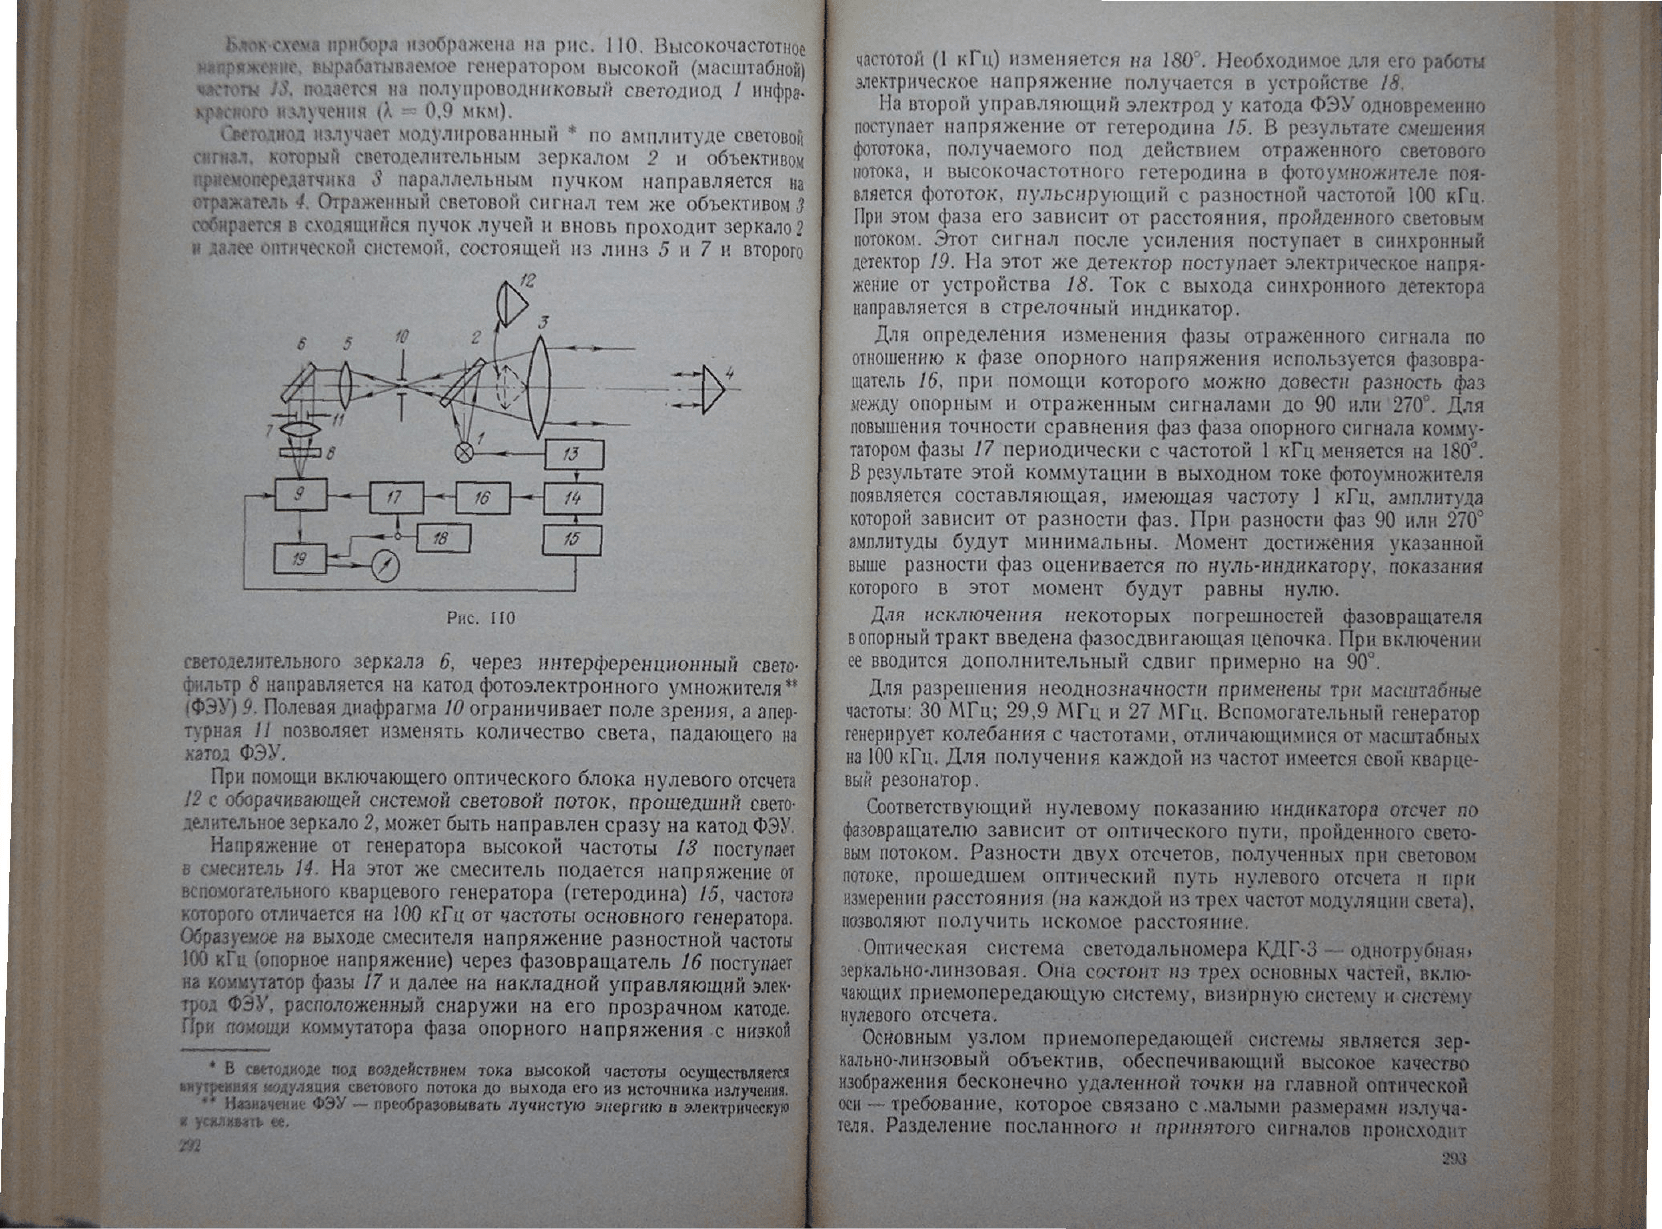 Блок-схема прибора изображена на рис. 110. Высокочастотное
напряжение, вырабатываемое генератором высокой (масштабной)
частоты 13, подается на полупроводниковый светодиод 1 инфра-
красного излучения (λ = 0,9 мкм).
Светодиод излучает модулированный * по амплитуде световой
сигнал, который светоделительным зеркалом 2 и объективом
приемопередатчика 3 параллельным пучком направляется на
отражатель 4. Отраженный световой сигнал тем же объективом 3
собирается в сходящийся пучок лучей и вновь проходит зеркало 2
и далее оптической системой, состоящей из линз 5 и 7 и второго
12
3
6 5 10 2
4
7 11
1
8
13
9 17 16 14
18 15
19
Рис. 110
светоделительного зеркала 6, через интерференционный свето-
фильтр 8 направляется на катод фотоэлектронного умножителя **
(ФЭУ) 9. Полевая диафрагма 10 ограничивает поле зрения, а апер-
турная 11 позволяет изменять количество света, падающего на
катод ФЭУ.
При помощи включающего оптического блока нулевого отсчета
12 с оборачивающей системой световой поток, прошедший свето-
делительное зеркало 2, может быть направлен сразу на катод ФЭУ.
Напряжение от генератора высокой частоты 13 поступает
в смеситель 14. На этот же смеситель подается напряжение от
вспомогательного кварцевого генератора (гетеродина) 15, частота
которого отличается на 100 кГц от частоты основного генератора.
Образуемое на выходе смесителя напряжение разностной частоты
100 кГц (опорное напряжение) через фазовращатель 16 поступает
на коммутатор фазы 17 и далее на накладной управляющий элек-
трод ФЭУ, расположенный снаружи на его прозрачном катоде.
При помощи коммутатора фаза опорного напряжения с низкой
* В светодиоде под воздействием тока высокой частоты осуществляется
внутренняя модуляция светового потока до выхода его из источника излучения.
** Назначение ФЭУ — преобразовывать лучистую энергию в электрическую
и усиливать ее.
292
частотой (1 кГц) изменяется на 180°. Необходимое для его работы
электрическое напряжение получается в устройстве 18.
На второй управляющий электрод у катода ФЭУ одновременно
поступает напряжение от гетеродина 15. В результате смешения
фототока, получаемого под действием отраженного светового
потока, и высокочастотного гетеродина в фотоумножителе поя-
вляется фототок, пульсирующий с разностной частотой 100 кГц.
При этом фаза его зависит от расстояния, пройденного световым
потоком. Этот сигнал после усиления поступает в синхронный
детектор 19. На этот же детектор поступает электрическое напря-
жение от устройства 18. Ток с выхода синхронного детектора
направляется в стрелочный индикатор.
Для определения изменения фазы отраженного сигнала по
отношению к фазе опорного напряжения используется фазовра-
щатель 16, при помощи которого можно довести разность фаз
между опорным и отраженным сигналами до 90 или 270°. Для
повышения точности сравнения фаз фаза опорного сигнала комму-
татором фазы 17 периодически с частотой 1 кГц меняется на 180°.
В результате этой коммутации в выходном токе фотоумножителя
появляется составляющая, имеющая частоту 1 кГц, амплитуда
которой зависит от разности фаз. При разности фаз 90 или 270°
амплитуды будут минимальны. Момент достижения указанной
выше разности фаз оценивается по нуль-индикатору, показания
которого в этот момент будут равны нулю.
Для исключения некоторых погрешностей фазовращателя
в опорный тракт введена фазосдвигающая цепочка. При включении
ее вводится дополнительный сдвиг примерно на 90°.
Для разрешения неоднозначности применены три масштабные
частоты: 30 МГц; 29,9 МГц и 27 МГц. Вспомогательный генератор
генерирует колебания с частотами, отличающимися от масштабных
на 100 кГц. Для получения каждой из частот имеется свой кварце-
вый резонатор.
Соответствующий нулевому показанию индикатора отсчет по
фазовращателю зависит от оптического пути, пройденного свето-
вым потоком. Разности двух отсчетов, полученных при световом
потоке, прошедшем оптический путь нулевого отсчета и при
измерении расстояния (на каждой из трех частот модуляции света),
позволяют получить искомое расстояние.
Оптическая система светодальномера КДГ-3 — однотрубная,
зеркально-линзовая. Она состоит из трех основных частей, вклю-
чающих приемопередающую систему, визирную систему и систему
нулевого отсчета.
Основным узлом приемопередающей системы является зер-
кально-линзовый объектив, обеспечивающий высокое качество
изображения бесконечно удаленной точки на главной оптической
оси — требование, которое связано с малыми размерами излуча-
теля. Разделение посланного и принятого сигналов происходит
293